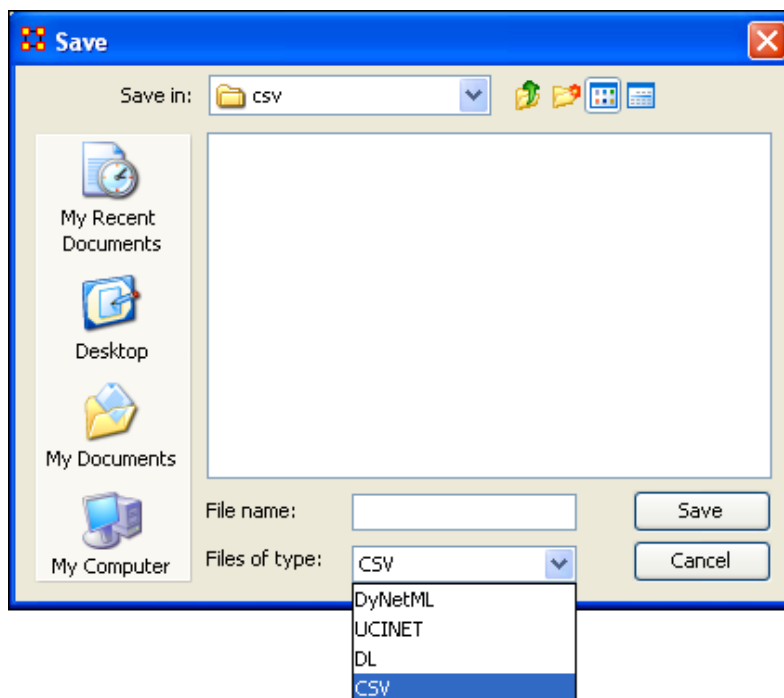 Save
Save in:
csv
My Recent
Documents
Desktop
My Documents
My Computer
File name:
Save
Files of type:
CSV
Cancel
DyNetML
UCINET
DL
CSV